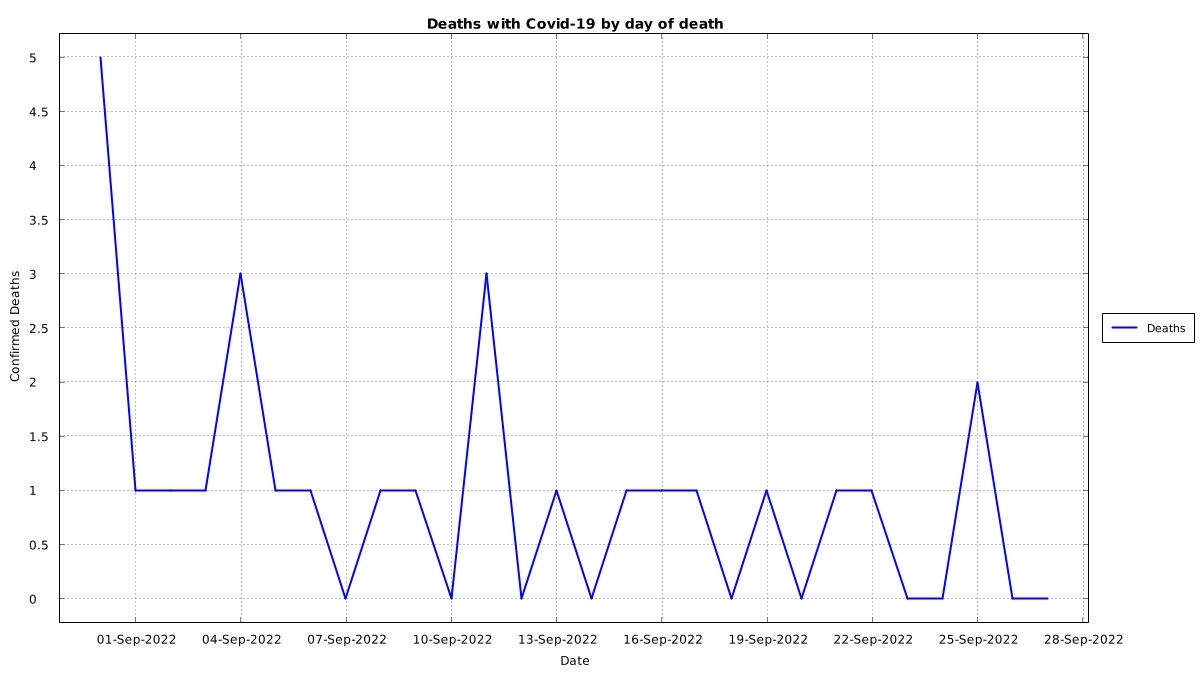 Deaths with Covid-19 by day of death
5
4.5
4
3.5
3
2.5
2
1.5
1
0.5
0
Confirmed Deaths
Deaths
01-Sep-2022 04-Sep-2022 07-Sep-2022 10-Sep-2022 13-Sep-2022 16-Sep-2022 19-Sep-2022 22-Sep-2022 25-Sep-2022 28-Sep-2022
Date